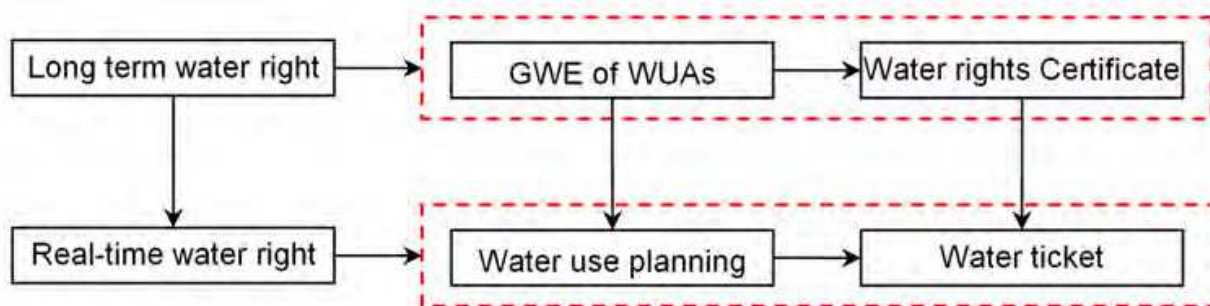 Long term water right
GWE of WUAs
Water rights Certificate
Real-time water right
Water use planning
Water ticket